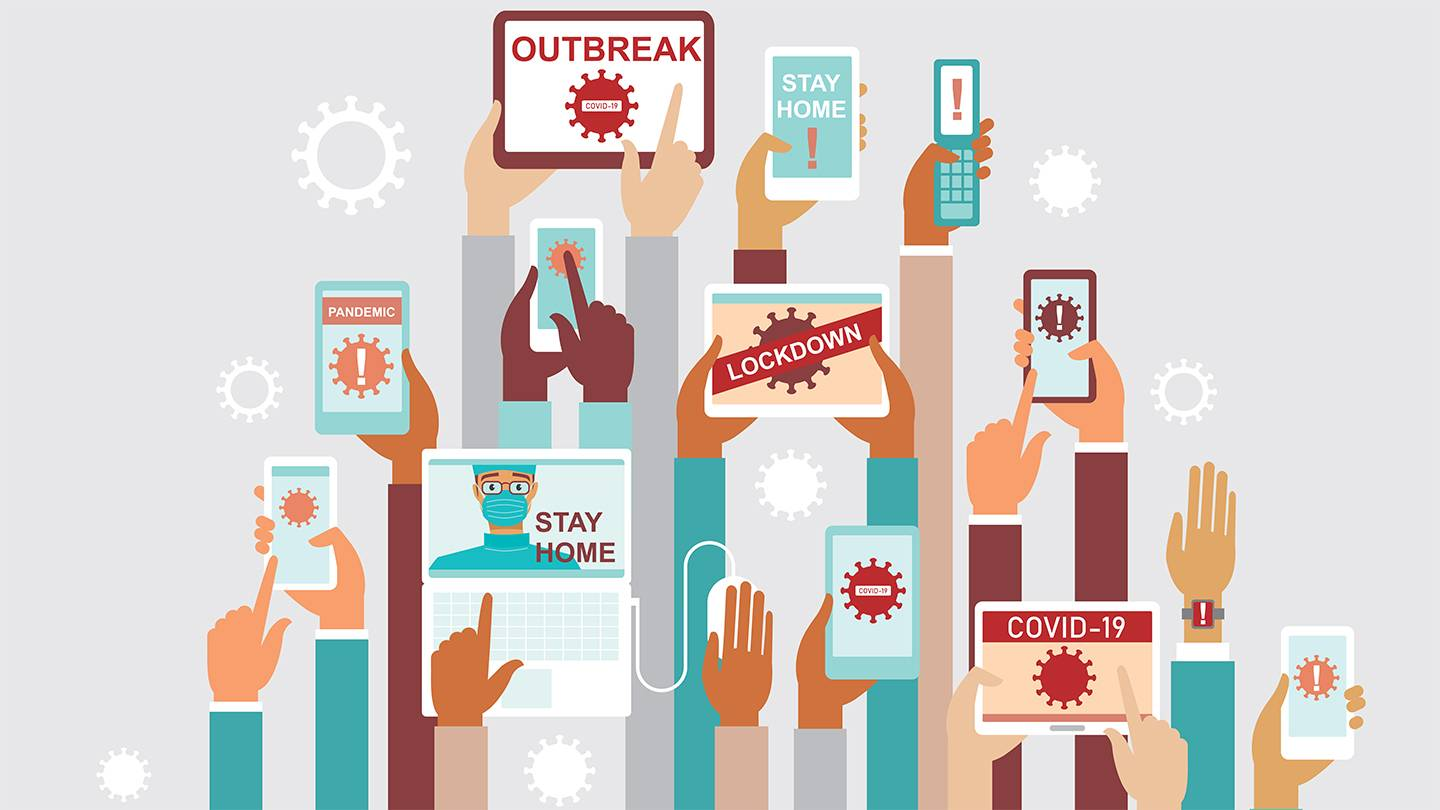 OUTBREAK
COVID-19
STAY
HOME
!
!
PANDEMIC
!
LOCKDOWN
!
STAY
HOME
COVID-19
COVID-19
!
!